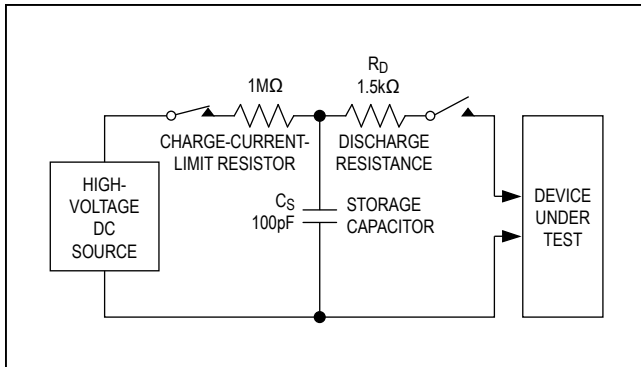 R_D
1MΩ
1.5kΩ
CHARGE-CURRENT-
LIMIT RESISTOR
DISCHARGE
RESISTANCE
HIGH-
VOLTAGE
DC
SOURCE
C_S
100pF
STORAGE
CAPACITOR
DEVICE
UNDER
TEST